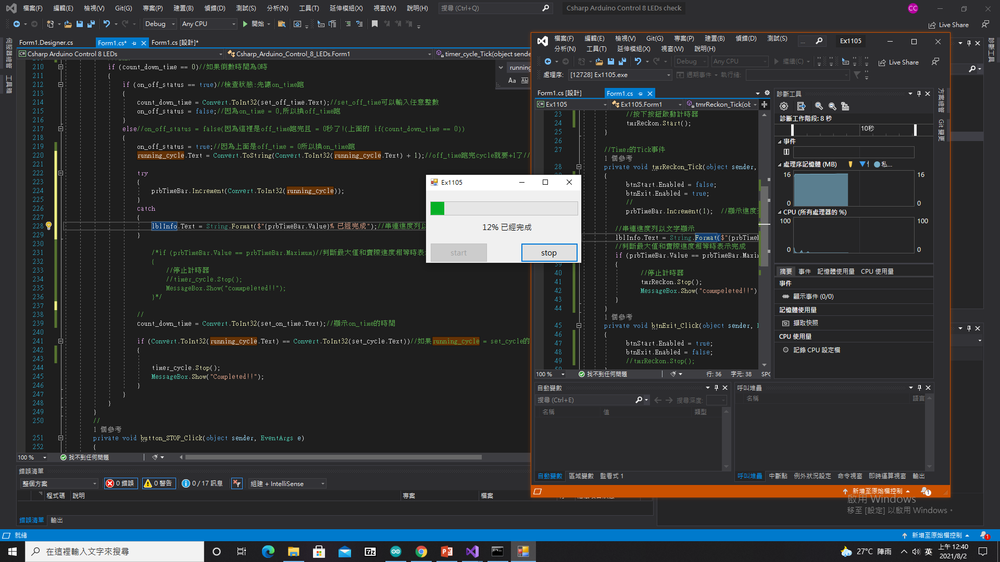 檔案(F) 編輯(E) 檢視(V) Git(G) 專案(P) 建置(B) 偵錯(D) 測試(S) 分析(N) 工具(T) 延伸模組(X) 視窗(W) 說明(H) 搜尋 (Ctrl+Q) Csharp Arduino Control 8 LEDs check CC
Debug Any CPU 開始 Live Share
Form1.Designer.cs Form1.cs* Form1.cs [設計]*
Csharp Arduino Control 8 LEDs Csharp_Arduino_Control_8_LEDs.Form1 timer_cycle_Tick(object sende
伺服器總管
工具箱
running
Aa Ab
210 if (count_down_time == 0)//如果倒數時間為0時
211 {
212 if (on_off_status == true)//檢查狀態:先讓on_time跑
213 {
214 count_down_time = Convert.ToInt32(set_off_time.Text);//set_off_time可以輸入任意整數
215 on_off_status = false;//因為on_time = 0,所以換off_time跑
216 }
217 else//on_off_status = false(因為這裡是off_time跑完且 = 0秒了!(上面的 if(count_down_time == 0))
218 {
219 on_off_status = true;//因為上面是off_time = 0所以換on_time跑
220 running_cycle.Text = Convert.ToString(Convert.ToInt32(running_cycle.Text) + 1);//off_time跑完cycle就要+1了//
221
222 try
223 {
224 prbTimeBar.Increment(Convert.ToInt32(running_cycle));
225 }
226 catch
227 {
228 lblInfo.Text = String.Format($"{prbTimeBar.Value}% 已經完成");//串連進度列以
229 }
230
231 /*if (prbTimeBar.Value == prbTimeBar.Maximum)//判斷最大值和實際進度相等時表示
232 {
233 //停止計時器
234 //timer_cycle.Stop();
235 MessageBox.Show("commpeleted!!");
236 }*/
237
238 //
239 count_down_time = Convert.ToInt32(set_on_time.Text);//顯示on_time的時間
240
241 if (Convert.ToInt32(running_cycle.Text) == Convert.ToInt32(set_cycle.Text))//如果running_cycle = set_cycle的
242 {
243
244 timer_cycle.Stop();
245 MessageBox.Show("Completed!!");
246 }
247 }
248 }
249 }
250 //
1 個參考
251 private void button_STOP_Click(object sender, EventArgs e)
252 {
100 % 找不到任何問題
錯誤清單
整個方案 0 錯誤 0 警告 0 / 17 訊息 組建 + IntelliSense
程式碼 說明 專案 檔案
錯誤清單 輸出
就緒 新增至原始檔控制 1
Ex1105
12% 已經完成
start stop
檔案(F) 編輯(E) 檢視(V) Git(G) 專案(P) 建置(B) 偵錯(D) 測試(S) ... Ex1105
分析(N) 工具(T) 延伸模組(X) 視窗(W) 說明(H)
Debug Any CPU 繼續(C) Live Share
處理序: [12728] Ex1105.exe 週期事件 執行緒:
Form1.cs [設計] Form1.cs
Ex1105 Ex1105.Form1 tmrReckon_Tick(ob
23 //按下按鈕啟動計時器
24 tmrReckon.Start();
25 }
26
27 //Timer的Tick事件
1 個參考
28 private void tmrReckon_Tick(object sender,
{
btnStart.Enabled = false;
btnExit.Enabled = true;
//
prbTimeBar.Increment(1); //顯示進度
//串連進度列以文字顯示
lblInfo.Text = String.Format($"{prbTimeB
//判斷最大值和實際進度相等時表示完成
if (prbTimeBar.Value == prbTimeBar.Maxi
39 {
40 //停止計時器
41 tmrReckon.Stop();
42 MessageBox.Show("commpeleted!!")
43 }
44 }
1 個參考
45 private void btnExit_Click(object sender,
46 {
47 btnStart.Enabled = true;
48 btnExit.Enabled = false;
49 //tmrReckon.Stop();
50
100 % 找不到任何問題 行: 36 字元: 38 SPC
診斷工具
診斷工作階段: 8 秒
10秒
事件
處理序記憶體 (MB) 私...
16 16
0 0
CPU (所有處理器的 %)
100 100
0 0
摘要 事件 記憶體使用量 CPU 使用量
事件
顯示事件 (0/0)
記憶體使用量
擷取快照
CPU 使用量
記錄 CPU 設定檔
方案總管
Git 變更
診斷工具
自動變數
搜尋 (Ctrl+E) 搜尋深度:
名稱 值 類型
自動變數 區域變數 監看式 1
呼叫堆疊
名稱 語言
呼叫堆疊 中斷點 例外狀況設定 命令視窗 即時運算視窗 輸出
新增至原始檔控制 1
啟用 Windows
移至 [設定] 以啟用 Windows。
在這裡輸入文字來搜尋 27°C 陣雨 英 上午 12:40
2021/8/2